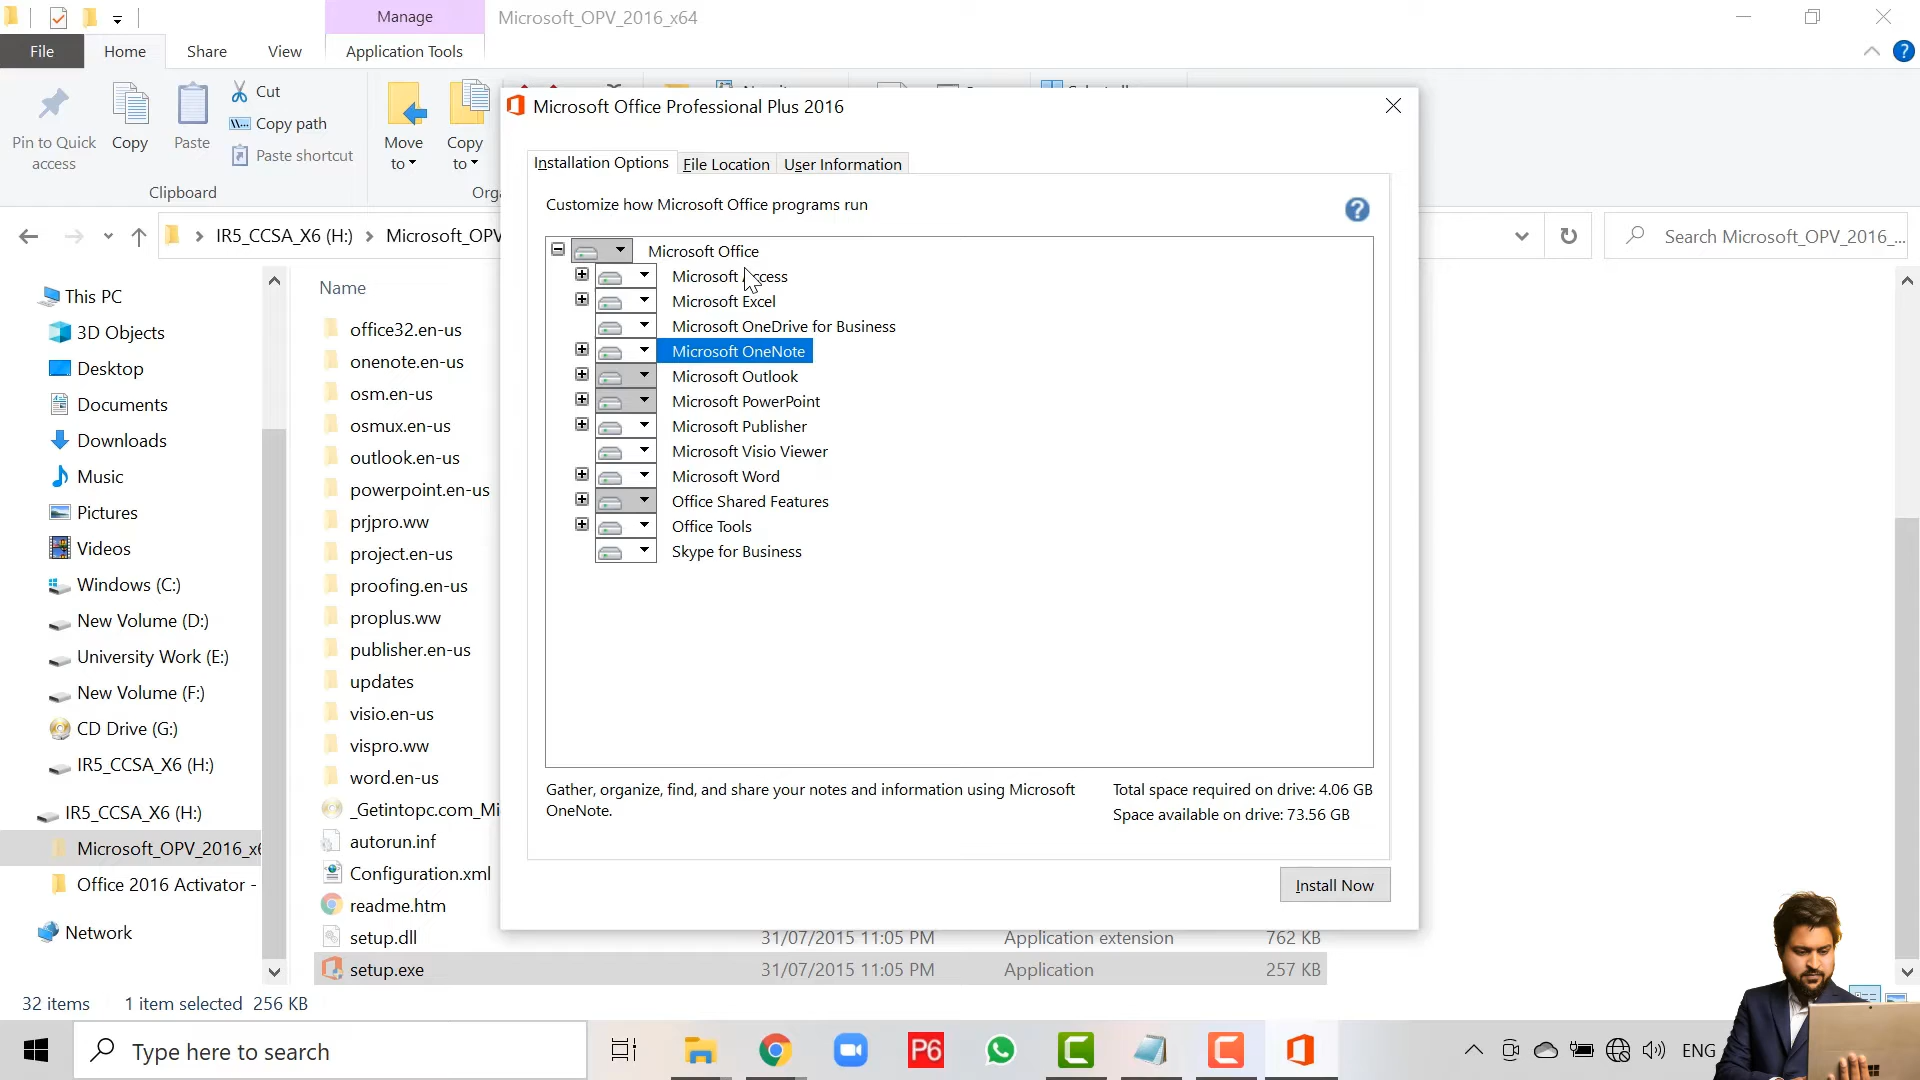 Manage
Microsoft_OPV_2016_x64
File
Home
Share
View
Application Tools
Pin to Quick access
Copy
Paste
Cut
Copy path
Paste shortcut
Clipboard
Move to
Copy to
IR5_CCSA_X6 (H:)
Microsoft_OPV
Search Microsoft_OPV_2016_...
This PC
3D Objects
Desktop
Documents
Downloads
Music
Pictures
Videos
Windows (C:)
New Volume (D:)
University Work (E:)
New Volume (F:)
CD Drive (G:)
IR5_CCSA_X6 (H:)
IR5_CCSA_X6 (H:)
Microsoft_OPV_2016_x6
Office 2016 Activator -
Network
Name
office32.en-us
onenote.en-us
osm.en-us
osmux.en-us
outlook.en-us
powerpoint.en-us
prjpro.ww
project.en-us
proofing.en-us
proplus.ww
publisher.en-us
updates
visio.en-us
vispro.ww
word.en-us
_Getintopc.com_Mi
autorun.inf
Configuration.xml
readme.htm
setup.dll 31/07/2015 11:05 PM Application extension 762 KB
setup.exe 31/07/2015 11:05 PM Application 257 KB
Microsoft Office Professional Plus 2016
Installation Options
File Location
User Information
Customize how Microsoft Office programs run
Microsoft Office
Microsoft Access
Microsoft Excel
Microsoft OneDrive for Business
Microsoft OneNote
Microsoft Outlook
Microsoft PowerPoint
Microsoft Publisher
Microsoft Visio Viewer
Microsoft Word
Office Shared Features
Office Tools
Skype for Business
Gather, organize, find, and share your notes and information using Microsoft
OneNote.
Total space required on drive: 4.06 GB
Space available on drive: 73.56 GB
Install Now
32 items
1 item selected 256 KB
Type here to search
P6
ENG